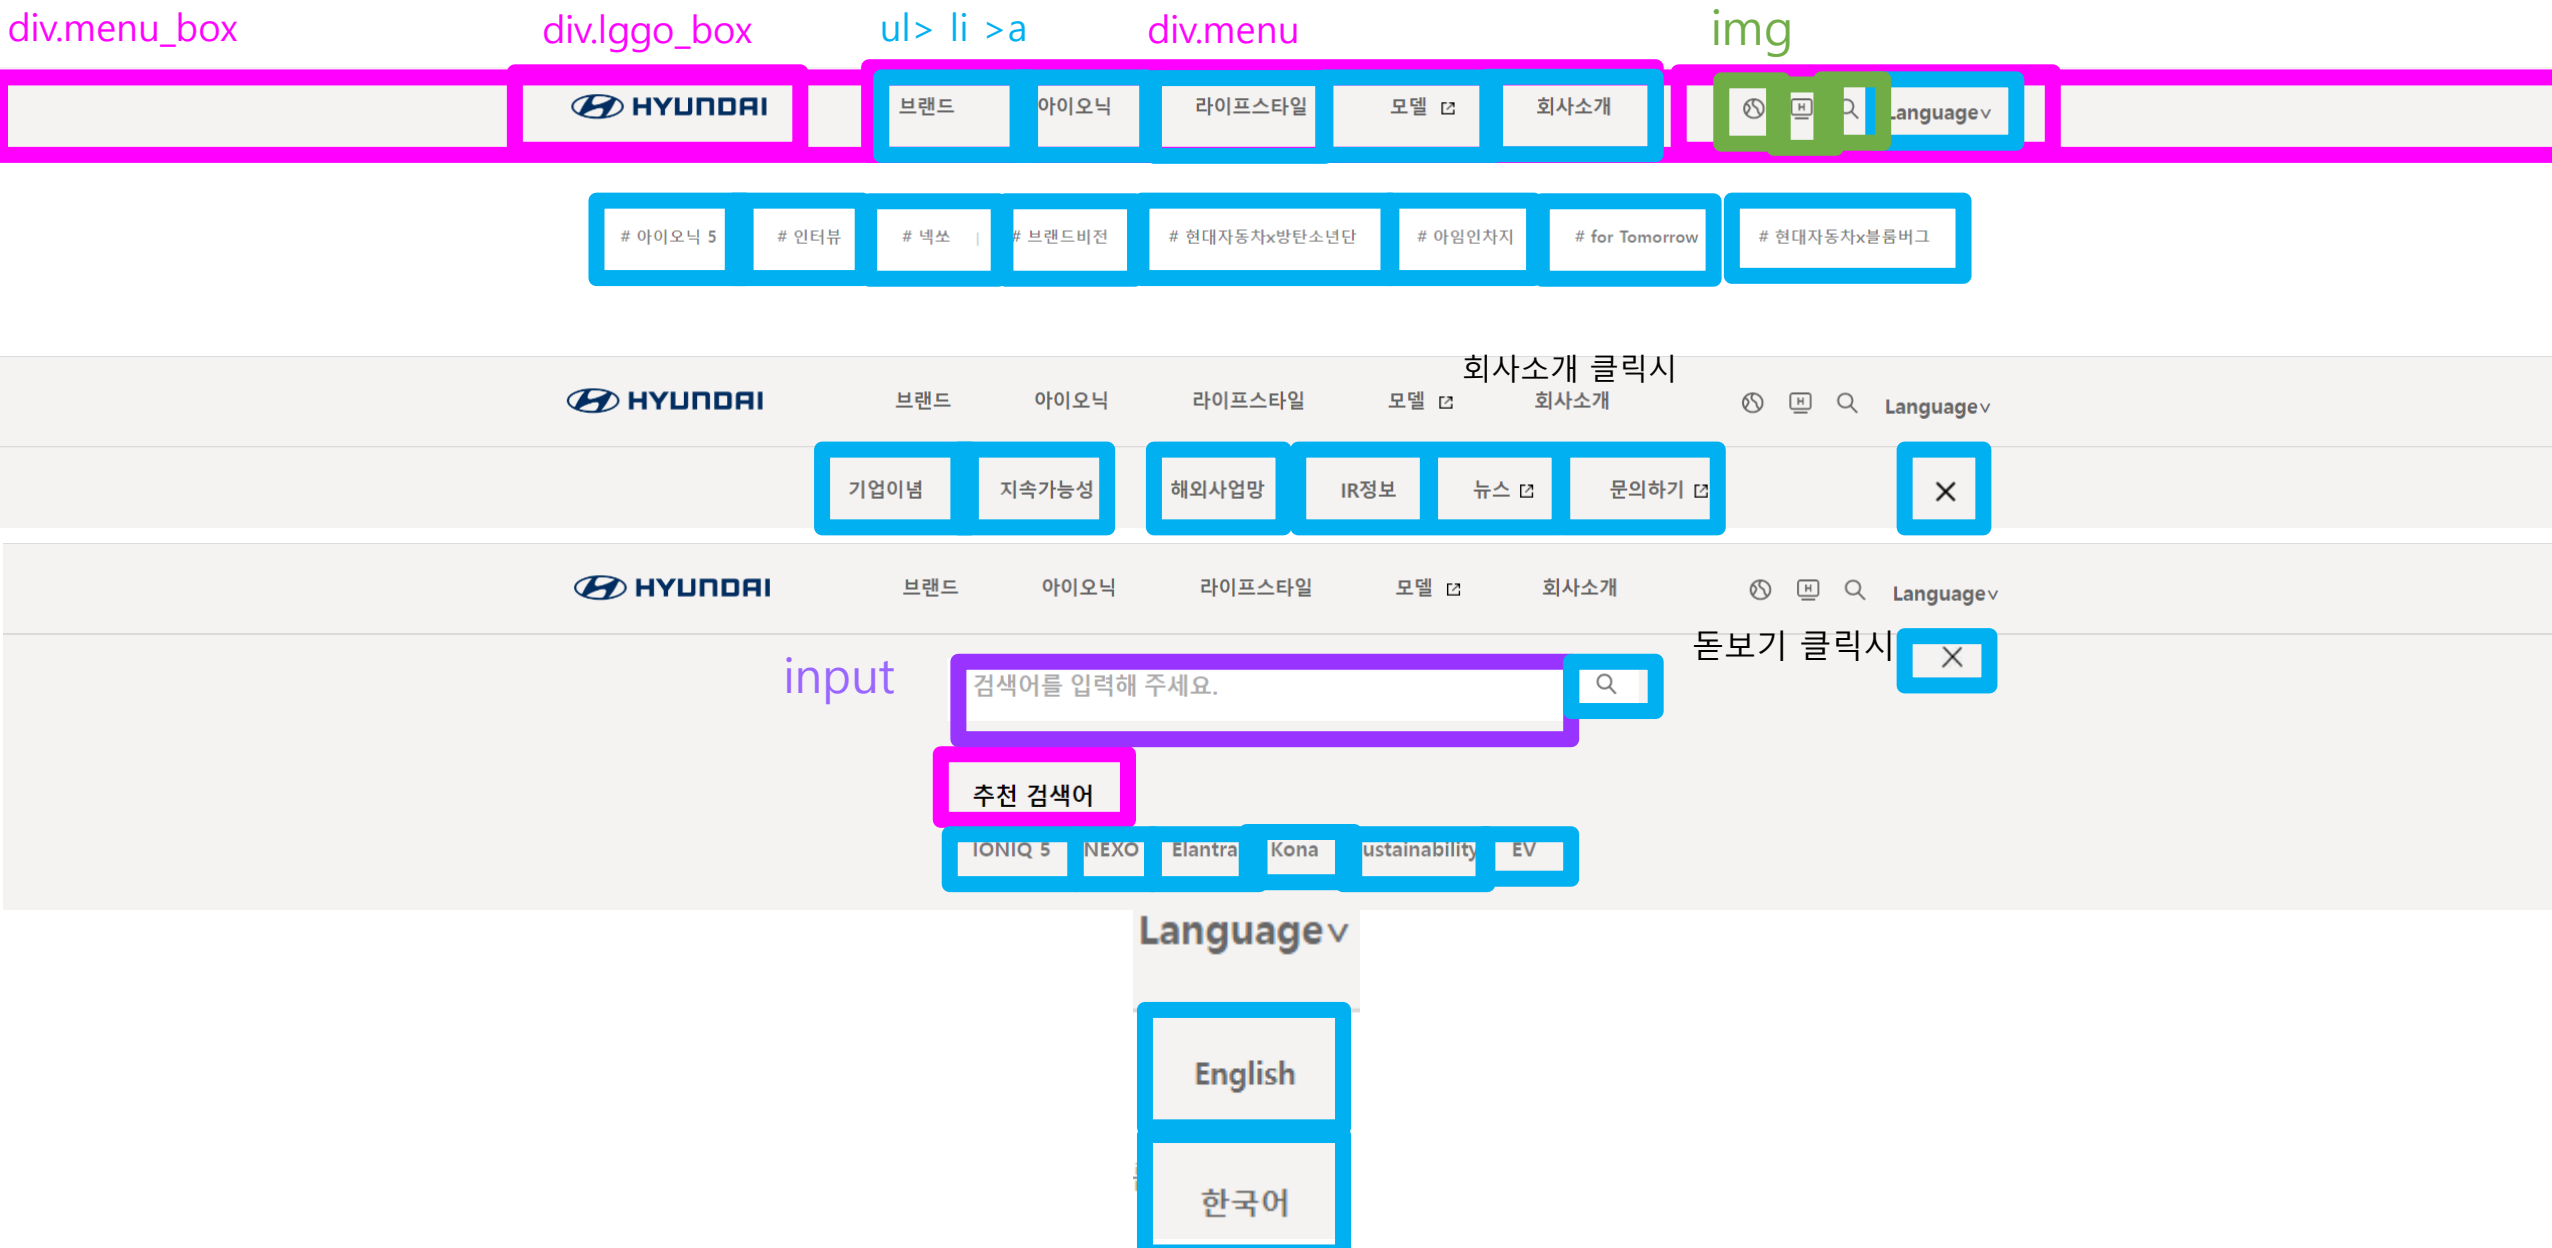 div.menu_box div.lggo_box ul> li >a div.menu img
HYUNDAI 브랜드 아이오닉 라이프스타일 모델 회사소개 H Language
# 아이오닉 5 # 인터뷰 # 넥쏘 | # 브랜드비전 # 현대자동차x방탄소년단 # 아임인차지 # for Tomorrow # 현대자동차x블룸버그
회사소개 클릭시
HYUNDAI 브랜드 아이오닉 라이프스타일 모델 회사소개 H Language
기업이념 지속가능성 해외사업망 IR정보 뉴스 문의하기
HYUNDAI 브랜드 아이오닉 라이프스타일 모델 회사소개 H Language
돋보기 클릭시
input 검색어를 입력해 주세요.
추천 검색어
IONIQ 5 NEXO Elantra Kona ustainability EV
Language
English
한국어